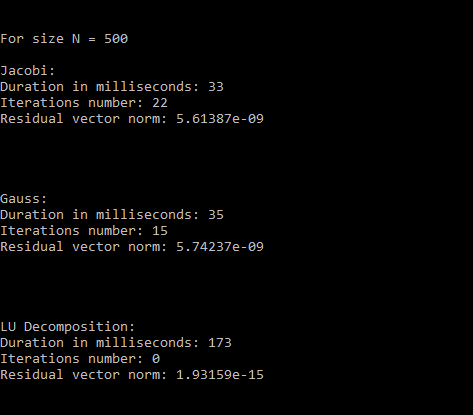 For size N = 500
Jacobi:
Duration in milliseconds: 33
Iterations number: 22
Residual vector norm: 5.61387e-09
Gauss:
Duration in milliseconds: 35
Iterations number: 15
Residual vector norm: 5.74237e-09
LU Decomposition:
Duration in milliseconds: 173
Iterations number: 0
Residual vector norm: 1.93159e-15